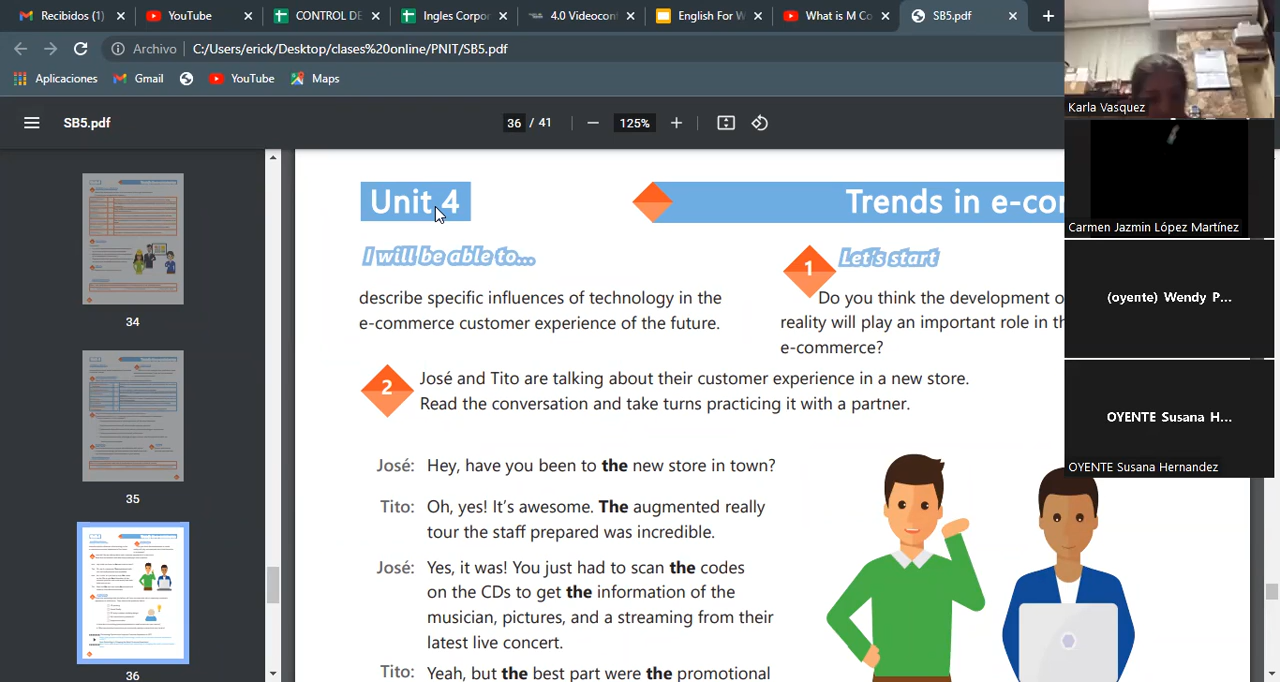 Recibidos (1)
YouTube
CONTROL DE
Ingles Corpor
4.0 Videoconf
English For W
What is M Co
SB5.pdf
Archivo
C:/Users/erick/Desktop/clases%20online/PNIT/SB5.pdf
Aplicaciones
Gmail
YouTube
Maps
SB5.pdf
36 / 41
125%
34
35
36
Unit 4
Trends in e-co
I will be able to...
Let's start
1
describe specific influences of technology in the
e-commerce customer experience of the future.
Do you think the development o
reality will play an important role in th
e-commerce?
2
José and Tito are talking about their customer experience in a new store.
Read the conversation and take turns practicing it with a partner.
José: Hey, have you been to the new store in town?
Tito: Oh, yes! It's awesome. The augmented really
tour the staff prepared was incredible.
José: Yes, it was! You just had to scan the codes
on the CDs to get the information of the
musician, pictures, and a streaming from their
latest live concert.
Tito: Yeah, but the best part were the promotional
Karla Vasquez
Carmen Jazmin López Martínez
(oyente) Wendy P...
OYENTE Susana H...
OYENTE Susana Hernandez